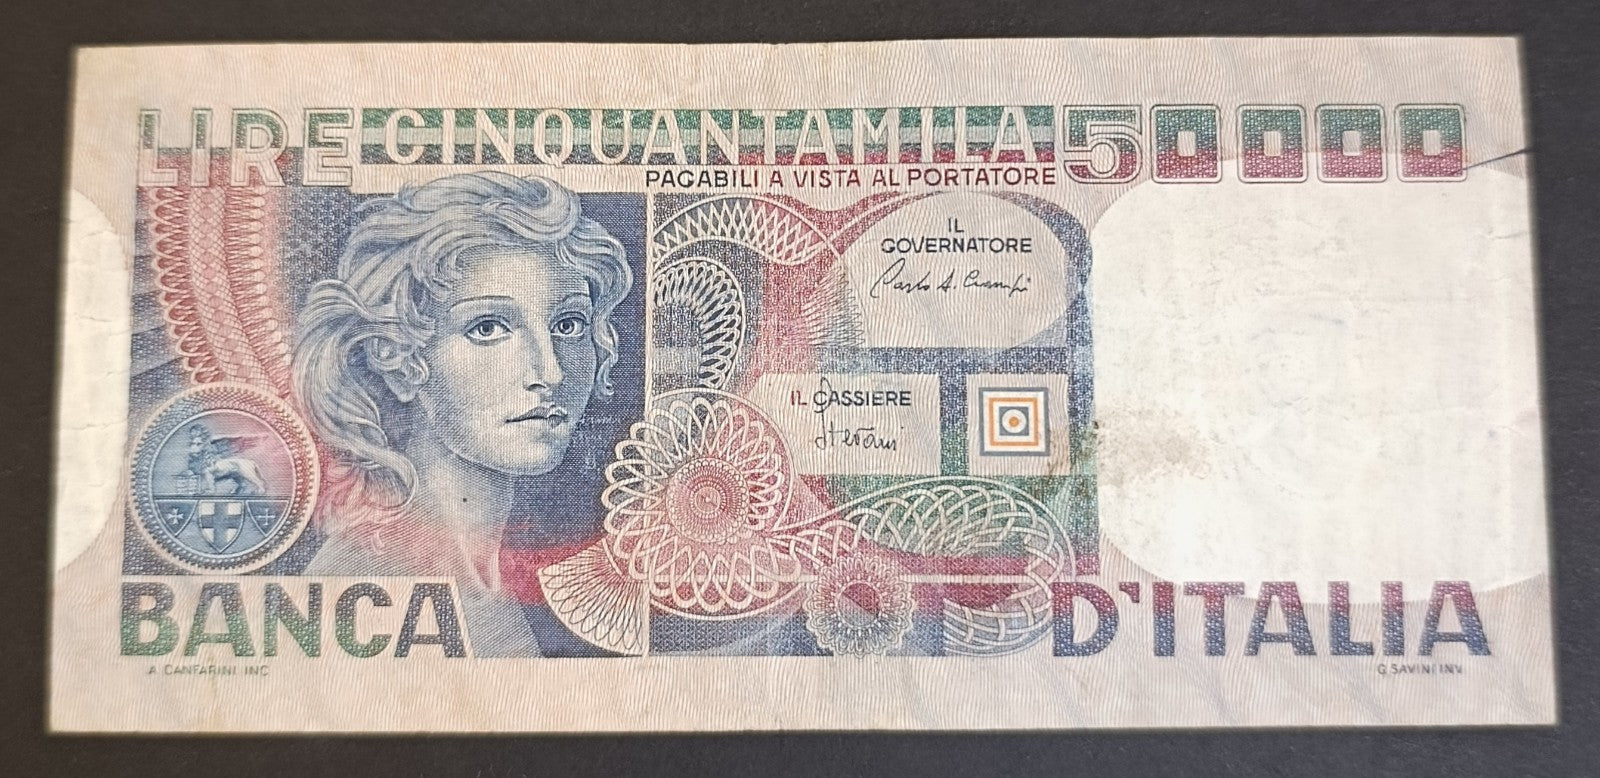 LIRE CINQUANTAMILA 50000
PAGABILI A VISTA AL PORTATORE
IL
GOVERNATORE
Carlo A. Ciampi
IL CASSIERE
Stevani
BANCA D'ITALIA
A. CANFARINI INC.
G. SAVINI INV.